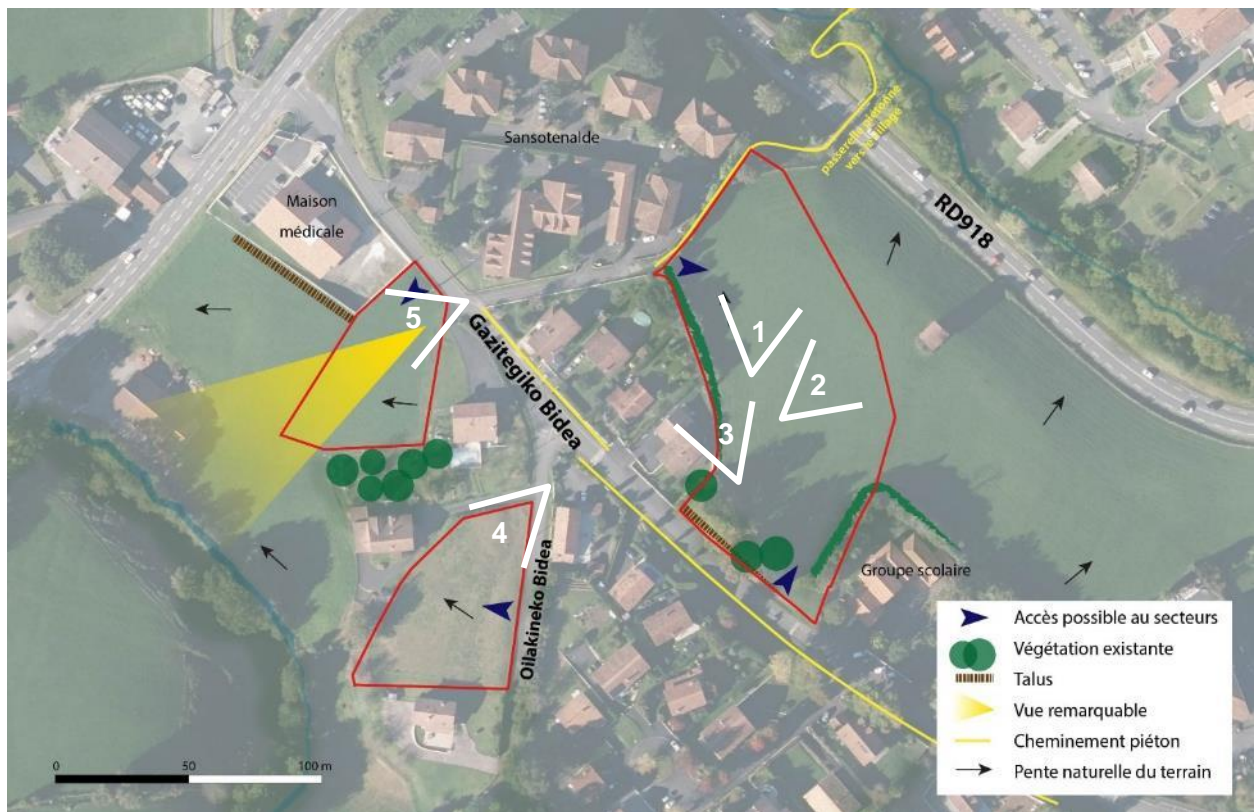 Sansotenalde
passerelle piétonne
vers le village
RD918
Maison
médicale
5
Gazitegiko Bidea
1
2
3
4
Oilakineko Bidea
Groupe scolaire
Accès possible au secteurs
Végétation existante
Talus
Vue remarquable
Cheminement piéton
Pente naturelle du terrain
0
50
100 m